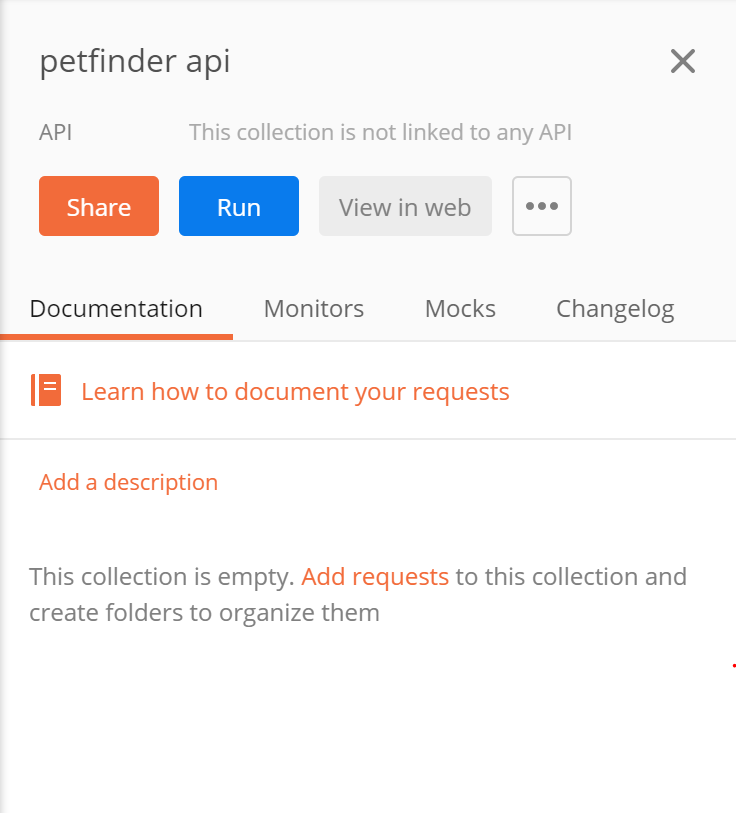 petfinder api
API This collection is not linked to any API
Share Run View in web
Documentation Monitors Mocks Changelog
Learn how to document your requests
Add a description
This collection is empty. Add requests to this collection and
create folders to organize them